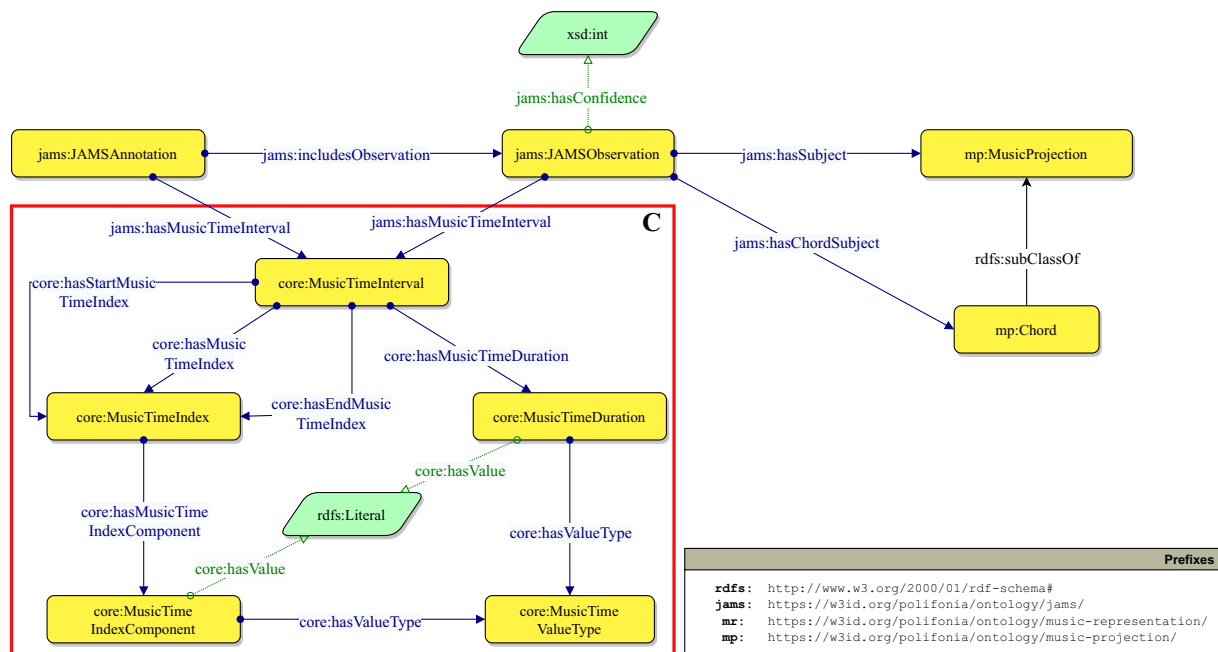 xsd:int
jams:hasConfidence
jams:JAMSAnnotation
jams:includesObservation
jams:JAMSObservation
jams:hasSubject
mp:MusicProjection
C
jams:hasMusicTimeInterval
jams:hasMusicTimeInterval
jams:hasChordSubject
rdfs:subClassOf
core:hasStartMusic
TimeIndex
core:MusicTimeInterval
mp:Chord
core:hasMusic
TimeIndex
core:hasMusicTimeDuration
core:MusicTimeIndex
core:hasEndMusic
TimeIndex
core:MusicTimeDuration
core:hasValue
core:hasMusicTime
IndexComponent
rdfs:Literal
core:hasValueType
core:hasValue
core:MusicTime
IndexComponent
core:hasValueType
core:MusicTime
ValueType
Prefixes
rdfs: http://www.w3.org/2000/01/rdf-schema#
jams: https://w3id.org/polifonia/ontology/jams/
mr: https://w3id.org/polifonia/ontology/music-representation/
mp: https://w3id.org/polifonia/ontology/music-projection/